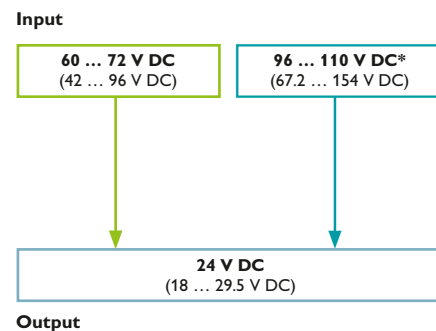 Input
60 … 72 V DC
(42 … 96 V DC)
96 … 110 V DC*
(67.2 … 154 V DC)
24 V DC
(18 … 29.5 V DC)
Output